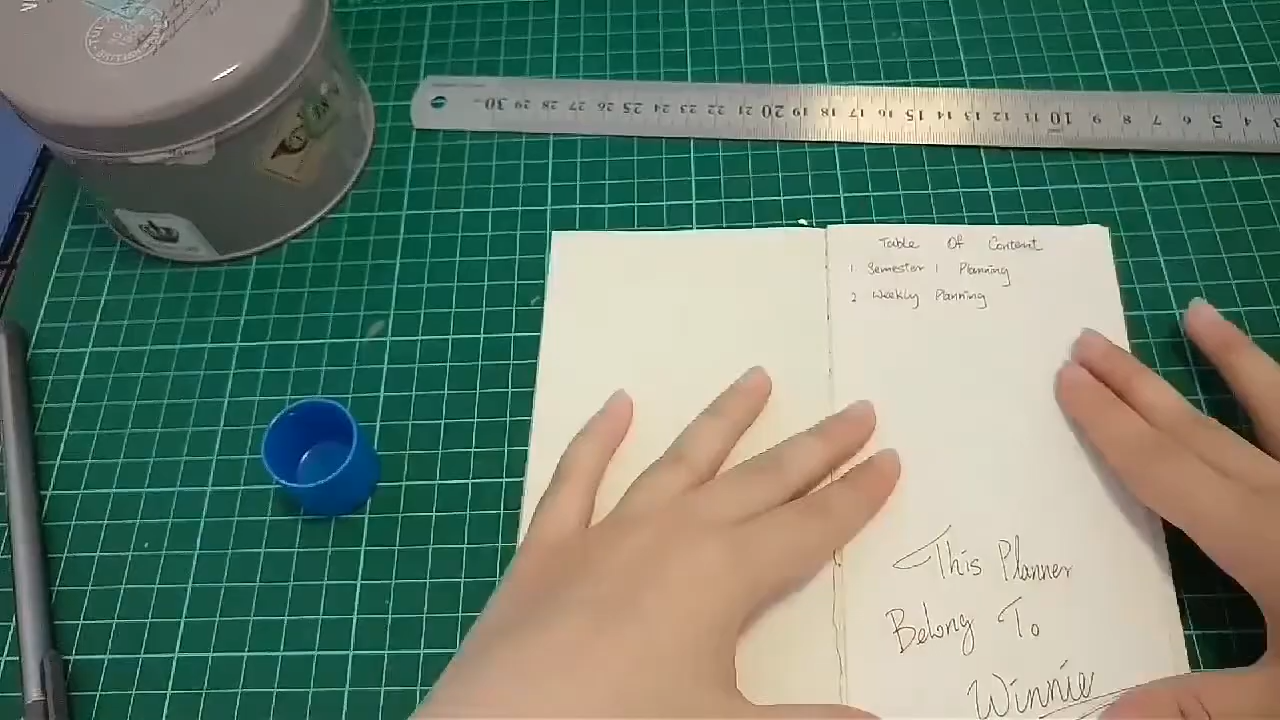 30 29 28 27 26 25 24 23 22 21 20 19 18 17 16 15 14 13 12 11 10 9 8 7 6 5 4 3
Table Of Content
1 Semester 1 Planning
2 Weekly Planning
This Planner
Belong To
Winnie